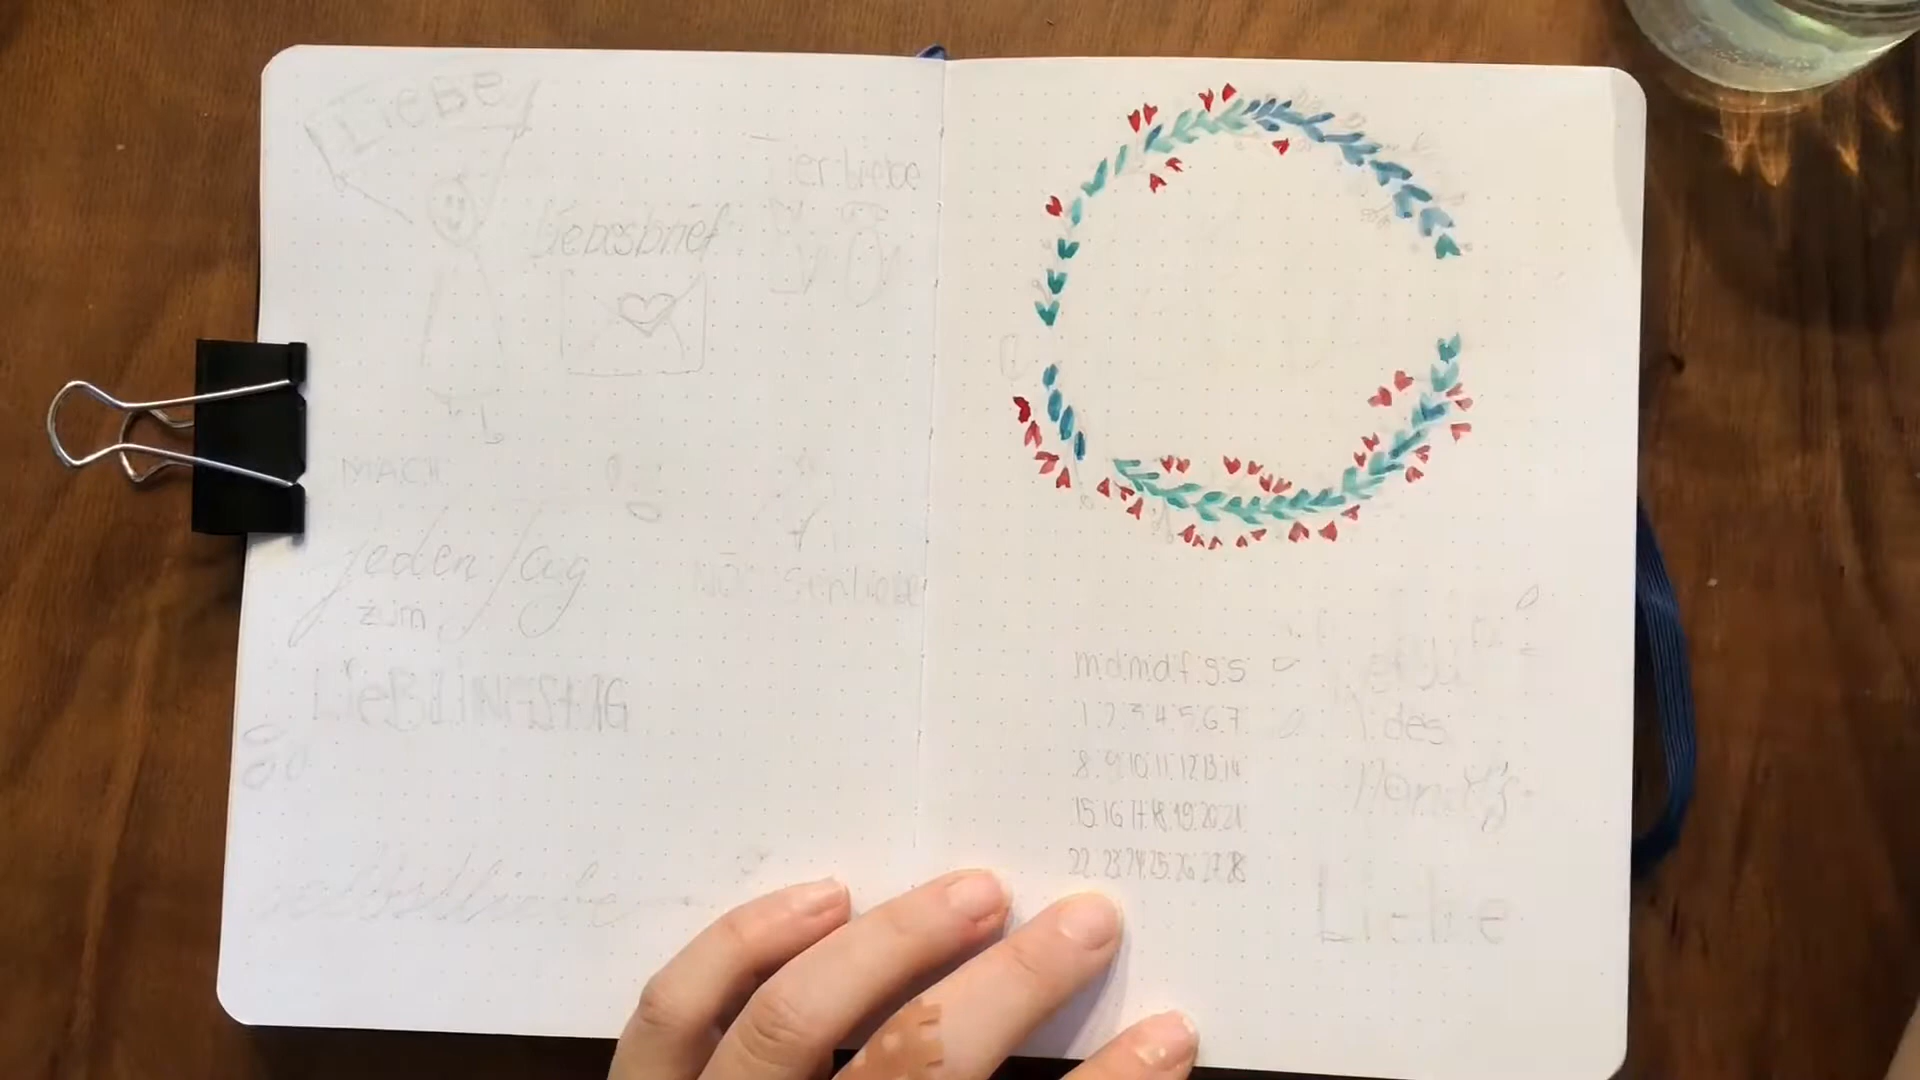 LieBe
Liebesbrief
MACH
jeden Tag
zum
LieBLiNGStAG
selbstliebe
m.d.m.d.f.s.s
1.2.3.4.5.6.7
8.9.10.11.12.13.14
15.16.17.18.19.20.21
22.23.24.25.26.27.28
des
Liebe